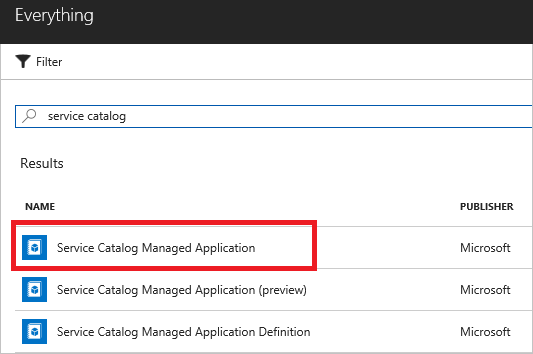 Everything
Filter
service catalog
Results
NAME PUBLISHER
Service Catalog Managed Application Microsoft
Service Catalog Managed Application (preview) Microsoft
Service Catalog Managed Application Definition Microsoft